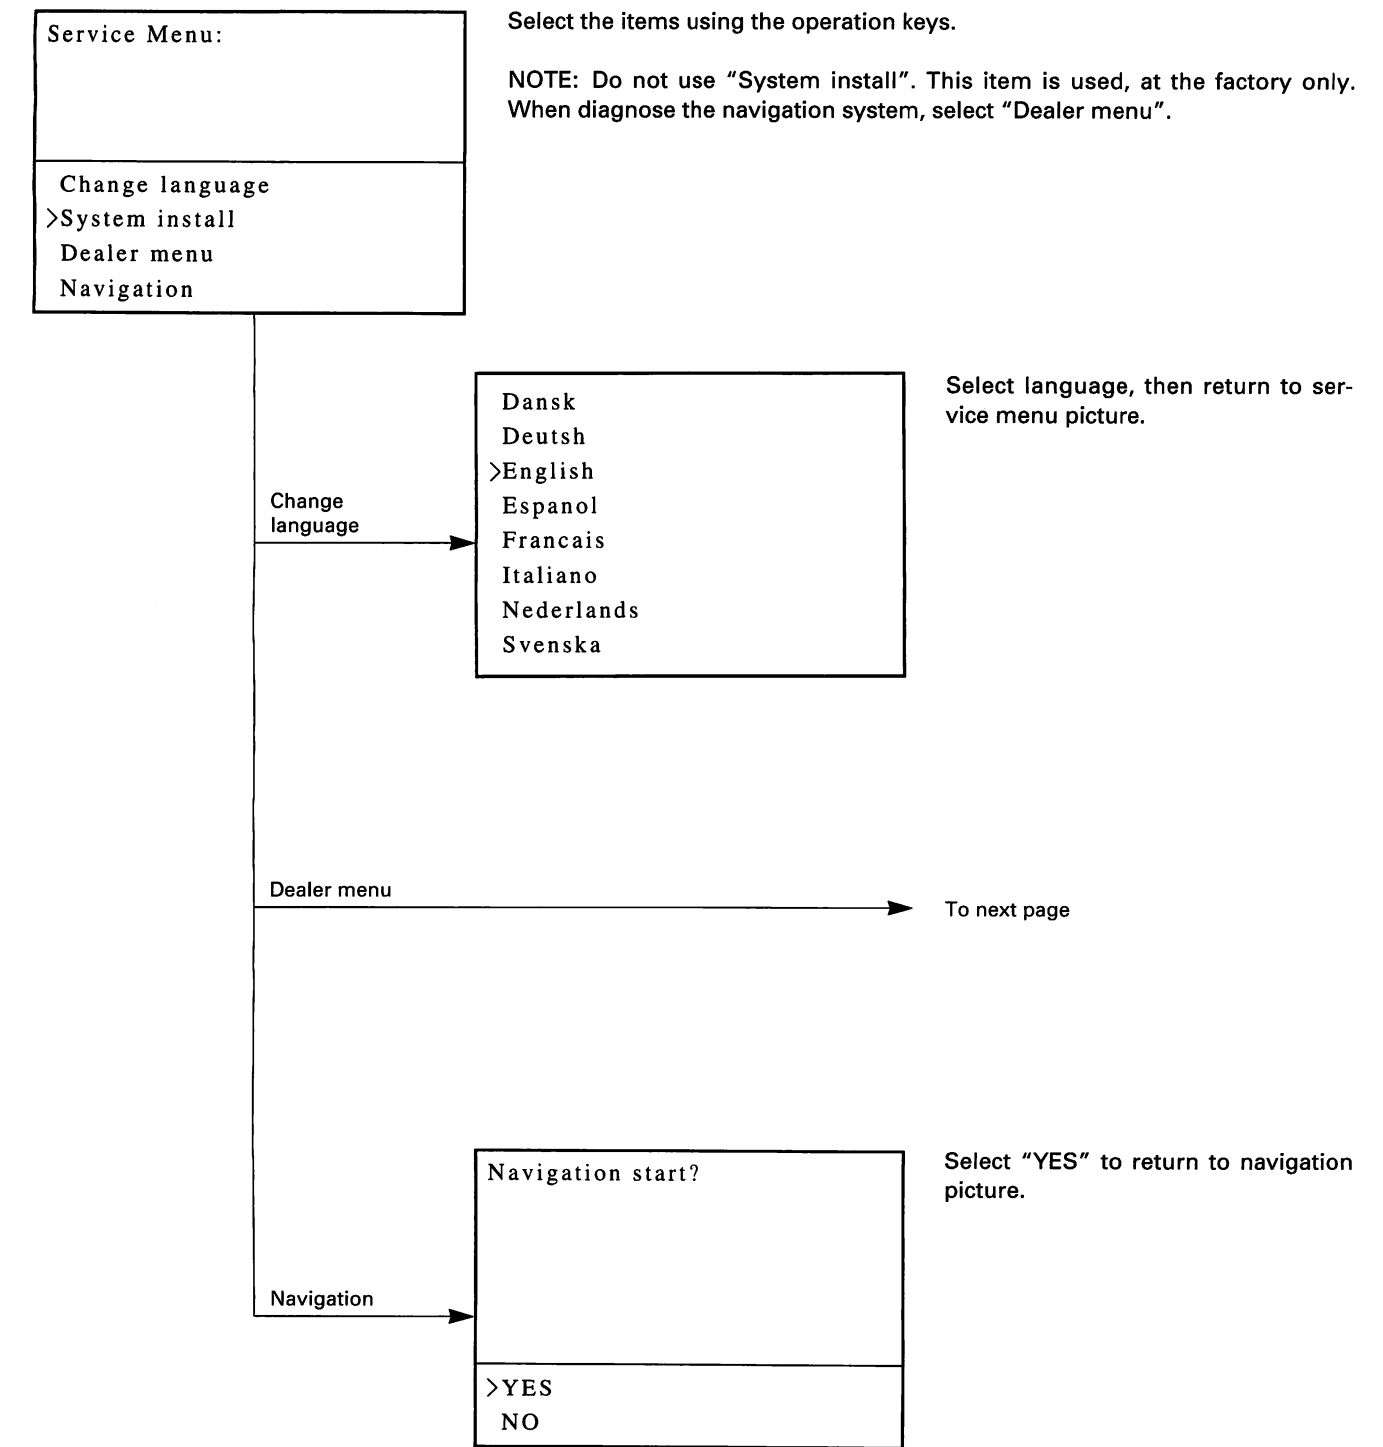 Service Menu:
Change language
>System install
Dealer menu
Navigation
Select the items using the operation keys.
NOTE: Do not use "System install". This item is used, at the factory only.
When diagnose the navigation system, select "Dealer menu".
Change
language
Dansk
Deutsh
>English
Espanol
Francais
Italiano
Nederlands
Svenska
Select language, then return to ser-
vice menu picture.
Dealer menu
To next page
Navigation
Navigation start?
>YES
NO
Select "YES" to return to navigation
picture.